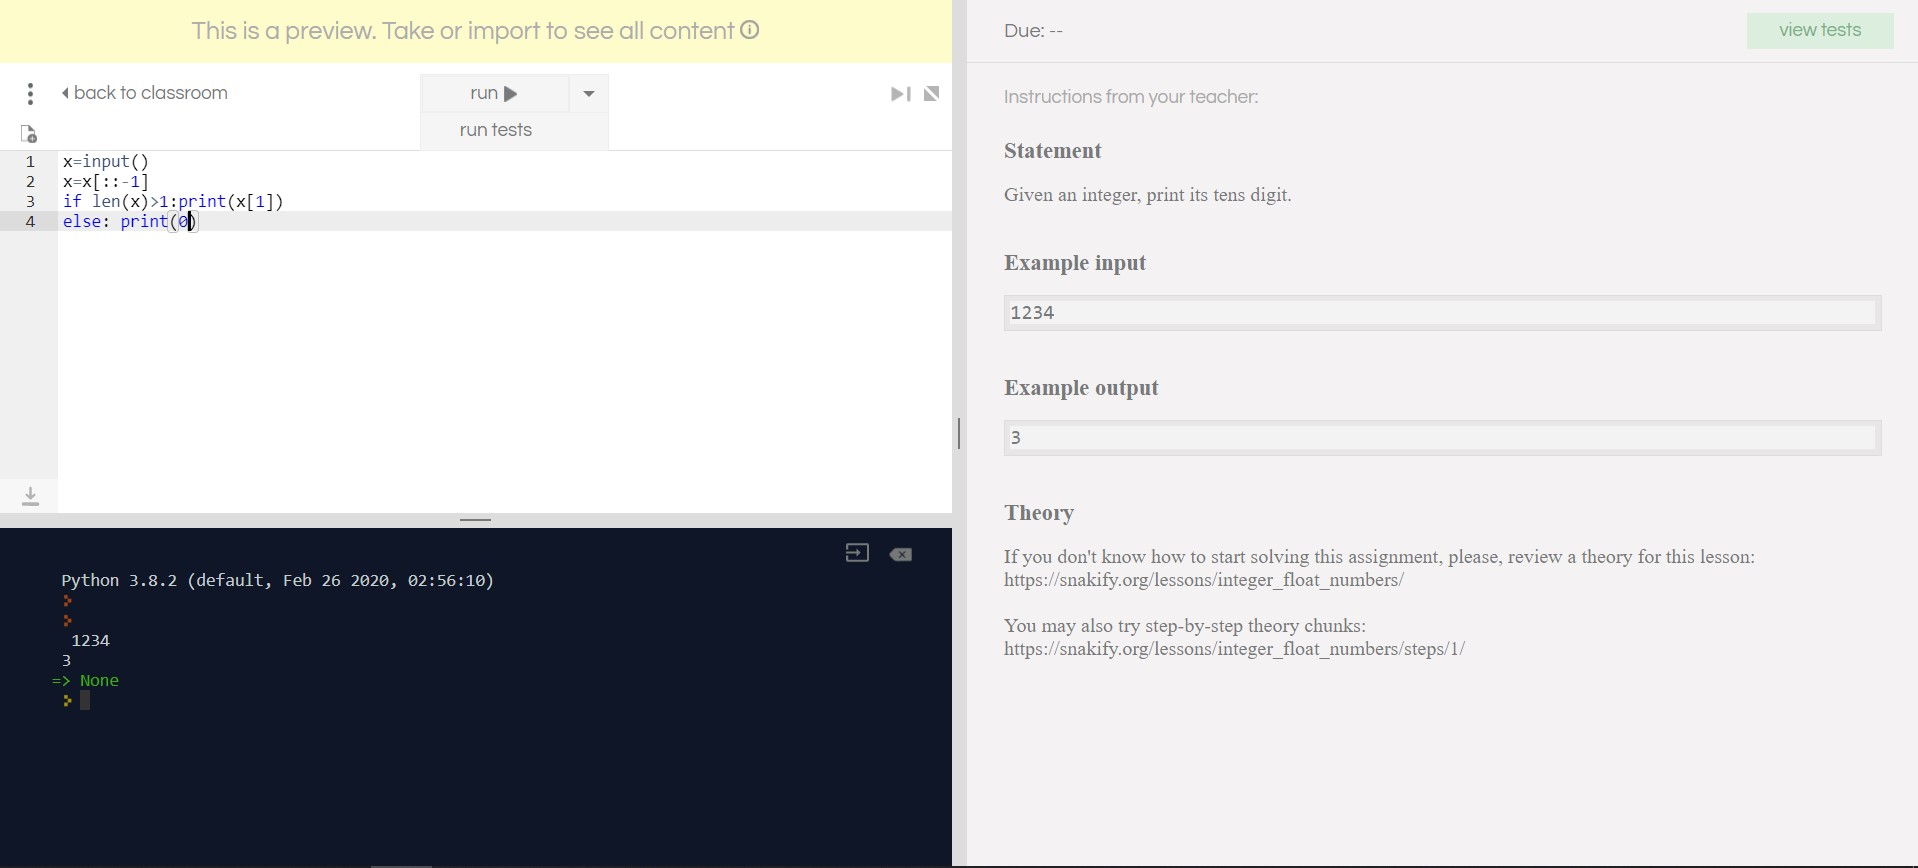 This is a preview. Take or import to see all content
back to classroom
run
run tests
1 x=input()
2 x=x[::-1]
3 if len(x)>1:print(x[1])
4 else: print(0)
Python 3.8.2 (default, Feb 26 2020, 02:56:10)
1234
3
=> None
Due: --
view tests
Instructions from your teacher:
Statement
Given an integer, print its tens digit.
Example input
1234
Example output
3
Theory
If you don't know how to start solving this assignment, please, review a theory for this lesson:
https://snakify.org/lessons/integer_float_numbers/
You may also try step-by-step theory chunks:
https://snakify.org/lessons/integer_float_numbers/steps/1/